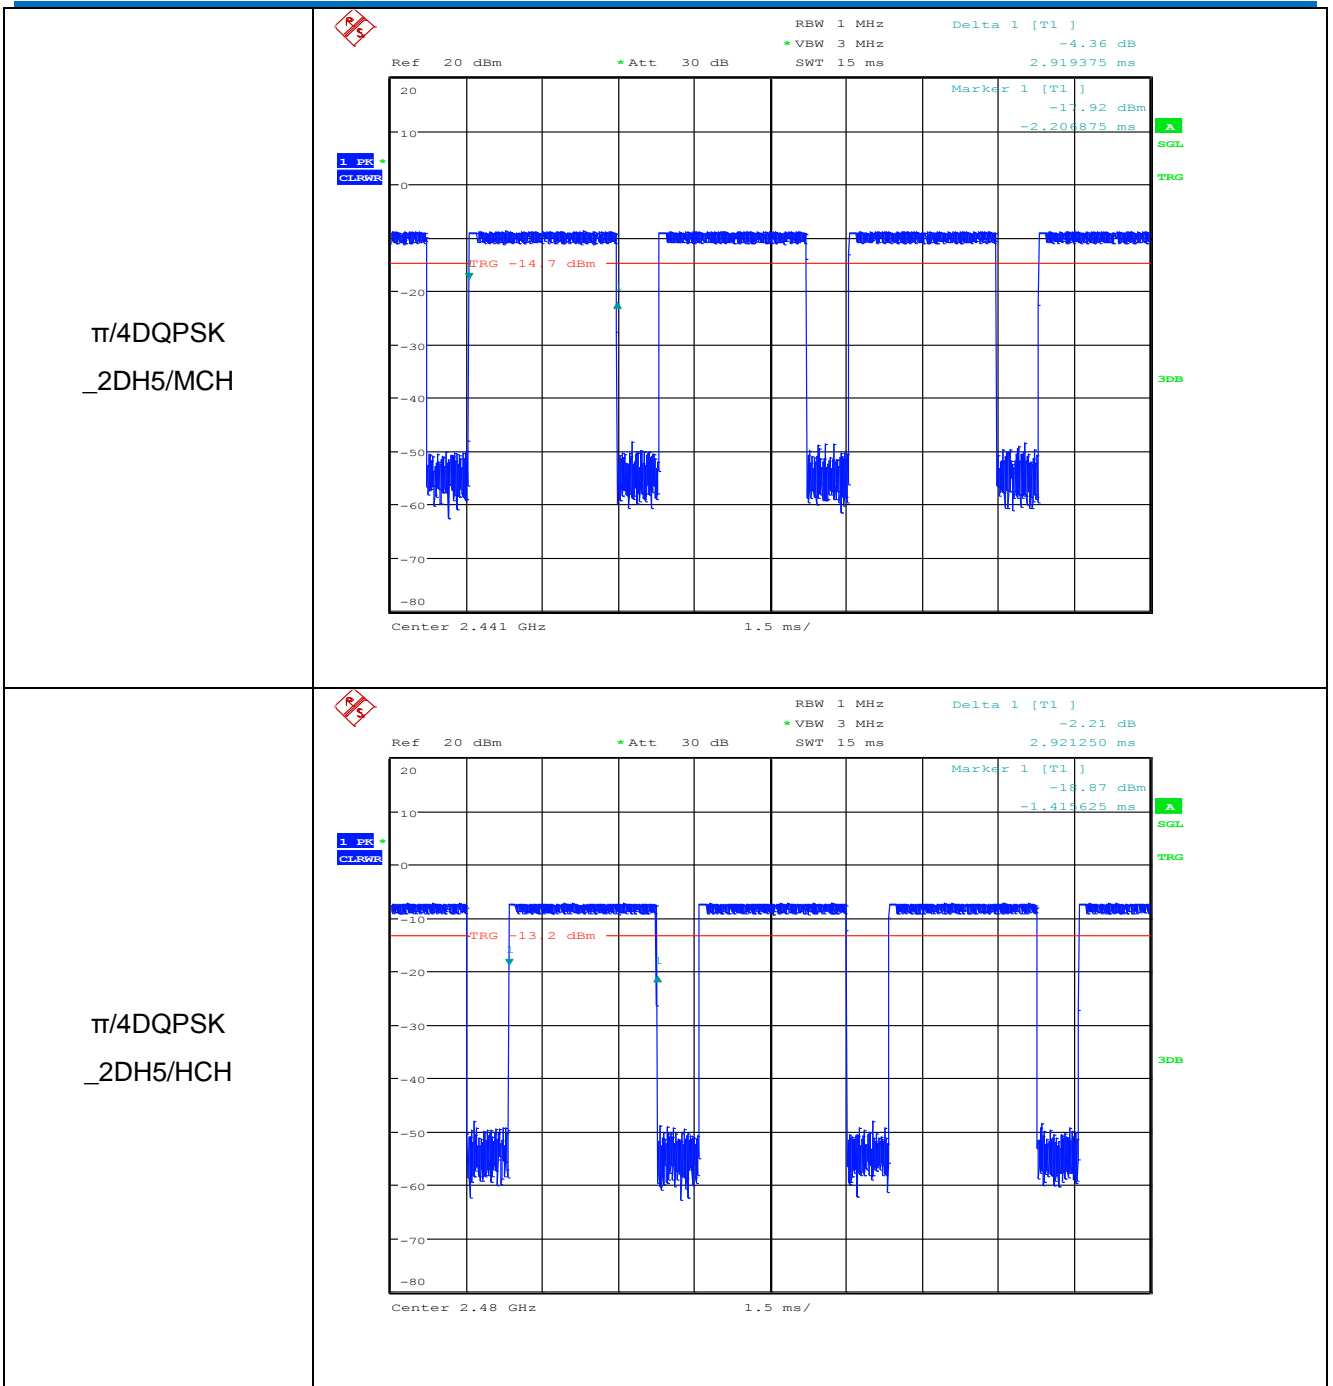 π/4DQPSK
_2DH5/MCH
R S
RBW 1 MHz
Delta 1 [T1 ]
* VBW 3 MHz
-4.36 dB
Ref 20 dBm
* Att 30 dB
SWT 15 ms
2.919375 ms
20
Marker 1 [T1 ]
-17.92 dBm
-2.206875 ms
A
10
SGL
1 PK *
CLRWR
TRG
0
TRG -14.7 dBm
-20
1
-30
3DB
-40
-50
-60
-70
-80
Center 2.441 GHz
1.5 ms/
π/4DQPSK
_2DH5/HCH
R S
RBW 1 MHz
Delta 1 [T1 ]
* VBW 3 MHz
-2.21 dB
Ref 20 dBm
* Att 30 dB
SWT 15 ms
2.921250 ms
20
Marker 1 [T1 ]
-18.87 dBm
-1.415625 ms
A
10
SGL
1 PK *
CLRWR
TRG
0
-10
TRG -13.2 dBm
1
1
-20
-30
3DB
-40
-50
-60
-70
-80
Center 2.48 GHz
1.5 ms/